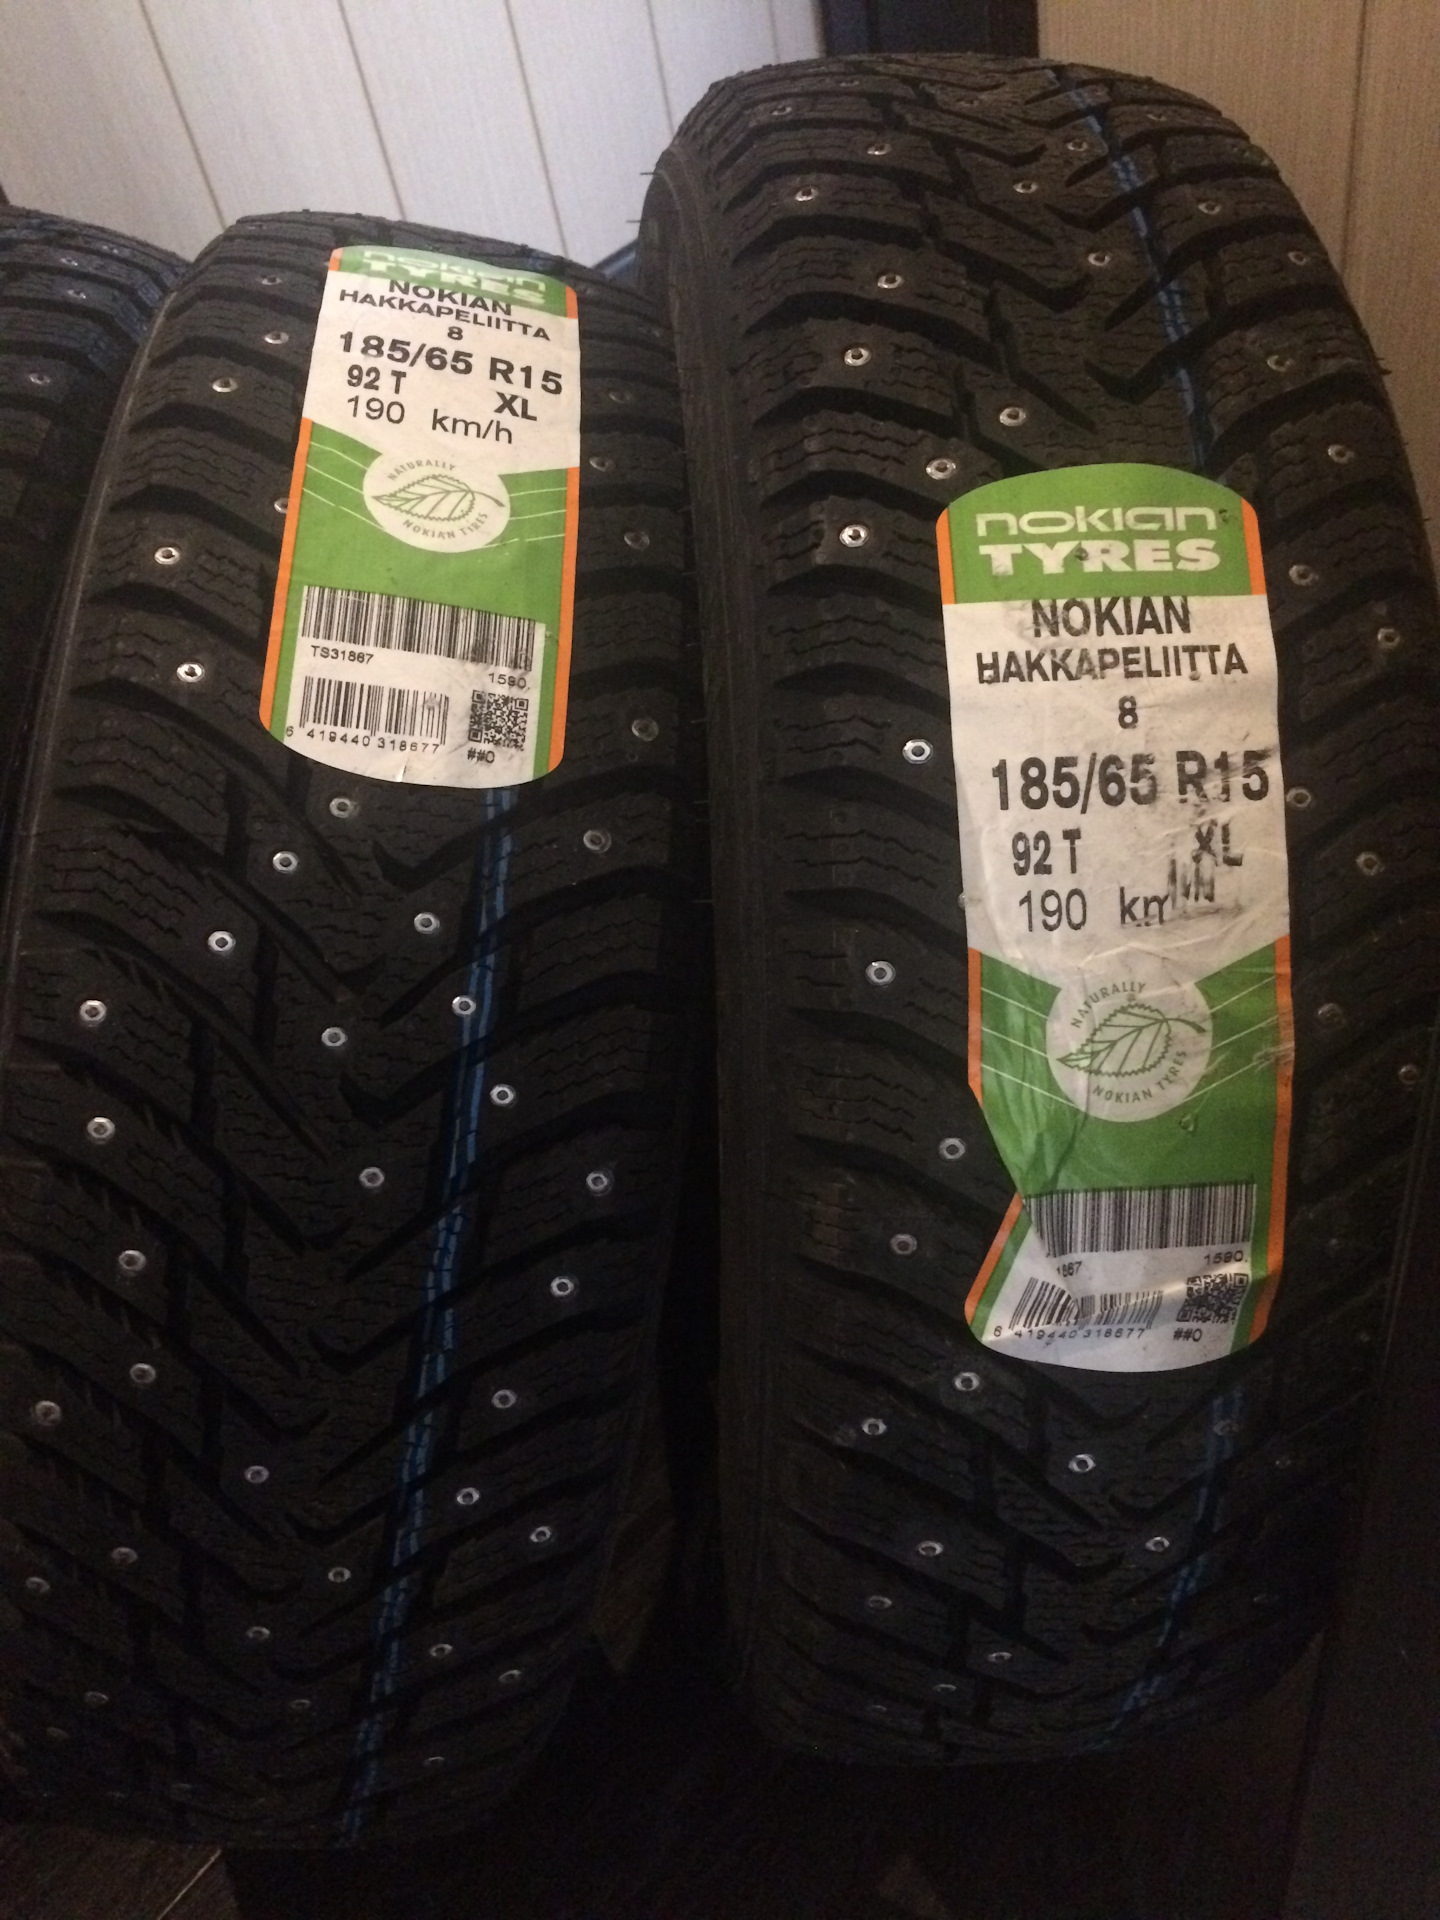 nokian
TYRES
NOKIAN
HAKKAPELIITTA
8
185/65 R15
92 T XL
190 km/h
NATURALLY
NOKIAN TYRES
TS31867
1590.
6 419440 318677
##0
nokian
TYRES
NOKIAN
HAKKAPELIITTA
8
185/65 R15
92 T XL
190 km
NATURALLY
NOKIAN TYRES
1867
1590.
6 419440 318677
##0